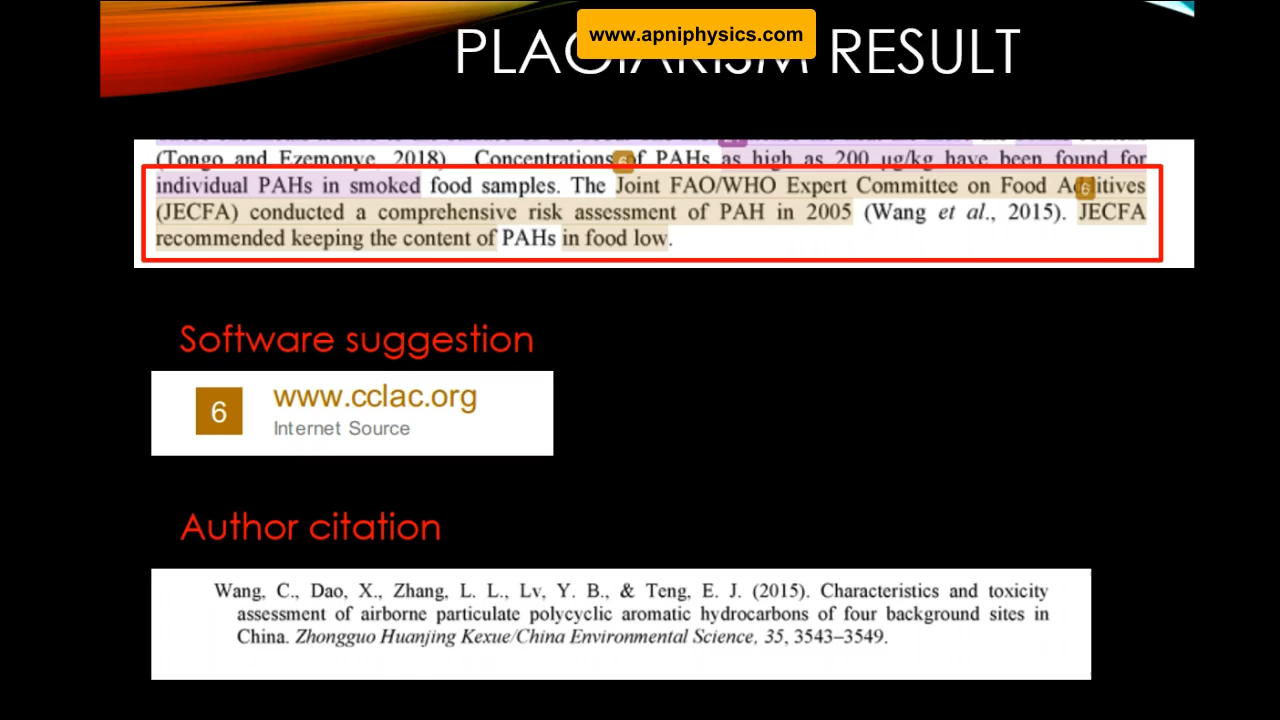 www.apniphysics.com
PLAGIARISM RESULT
(Tongo and Ezemonye, 2018). Concentrations of PAHs as high as 200 µg/kg have been found for
individual PAHs in smoked food samples. The Joint FAO/WHO Expert Committee on Food Additives
(JECFA) conducted a comprehensive risk assessment of PAH in 2005 (Wang et al., 2015). JECFA
recommended keeping the content of PAHs in food low.
6
6
Software suggestion
6 www.cclac.org
Internet Source
Author citation
Wang, C., Dao, X., Zhang, L. L., Lv, Y. B., & Teng, E. J. (2015). Characteristics and toxicity
assessment of airborne particulate polycyclic aromatic hydrocarbons of four background sites in
China. Zhongguo Huanjing Kexue/China Environmental Science, 35, 3543–3549.